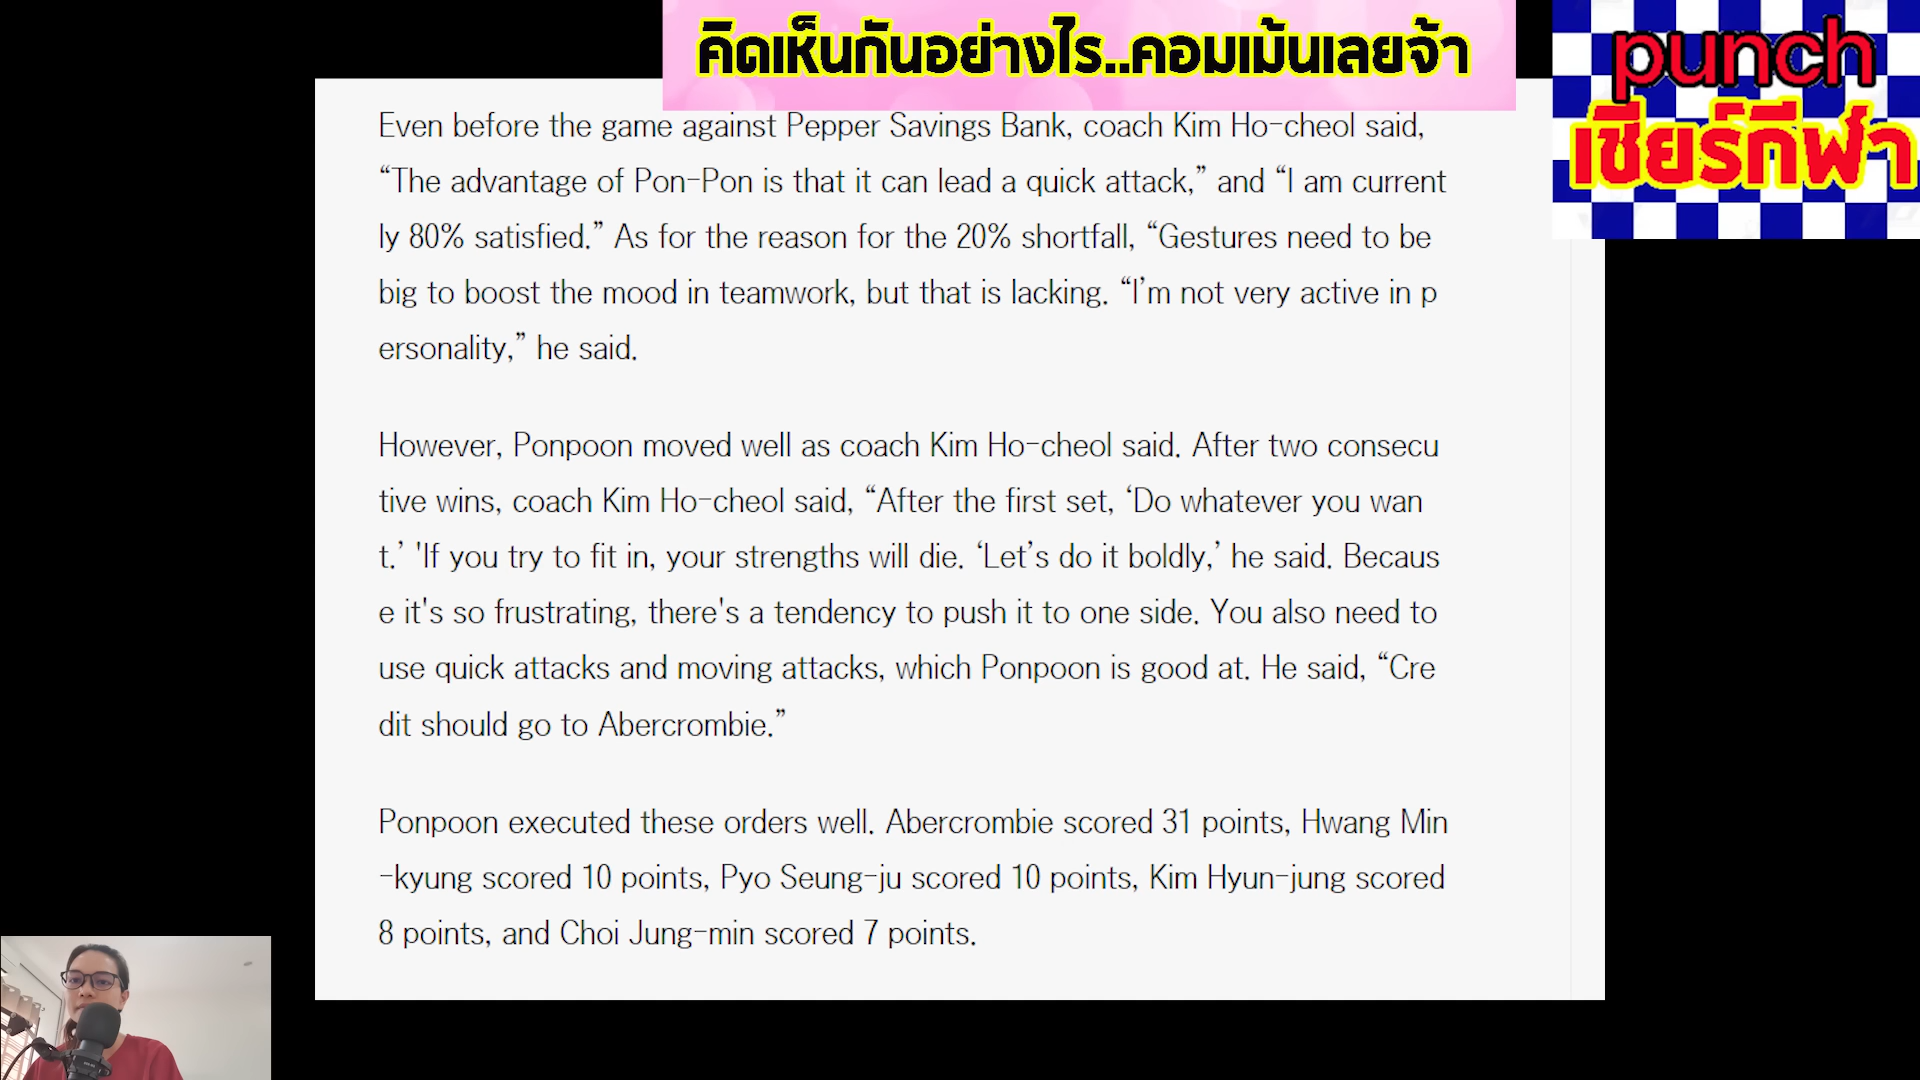 คิดเห็นกันอย่างไร..คอมเม้นเลยจ้า
punch
เชียร์กีฬา
Even before the game against Pepper Savings Bank, coach Kim Ho-cheol said,
“The advantage of Pon-Pon is that it can lead a quick attack,” and “I am current
ly 80% satisfied.” As for the reason for the 20% shortfall, “Gestures need to be
big to boost the mood in teamwork, but that is lacking. “I’m not very active in p
ersonality,” he said.
However, Ponpoon moved well as coach Kim Ho-cheol said. After two consecu
tive wins, coach Kim Ho-cheol said, “After the first set, ‘Do whatever you wan
t.’ 'If you try to fit in, your strengths will die. ‘Let’s do it boldly,’ he said. Becaus
e it's so frustrating, there's a tendency to push it to one side. You also need to
use quick attacks and moving attacks, which Ponpoon is good at. He said, “Cre
dit should go to Abercrombie.”
Ponpoon executed these orders well. Abercrombie scored 31 points, Hwang Min
-kyung scored 10 points, Pyo Seung-ju scored 10 points, Kim Hyun-jung scored
8 points, and Choi Jung-min scored 7 points.